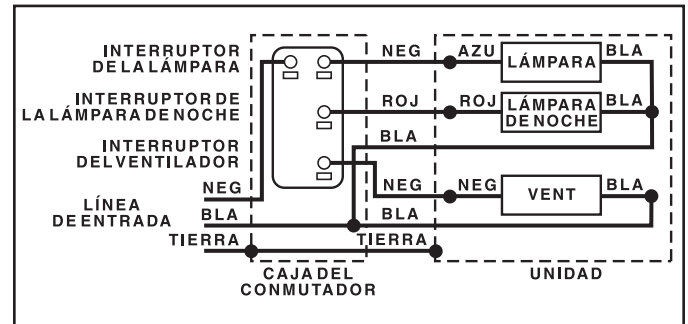 INTERRUPTOR
DE LA LÁMPARA
NEG
AZU
LÁMPARA
BLA
INTERRUPTOR DE
LA LÁMPARA DE NOCHE
ROJ
ROJ
LÁMPARA
DE NOCHE
BLA
INTERRUPTOR
DEL VENTILADOR
BLA
NEG
NEG
NEG
VENT
BLA
LÍNEA
DE ENTRADA
BLA
BLA
TIERRA
TIERRA
CAJA DEL
CONMUTADOR
UNIDAD